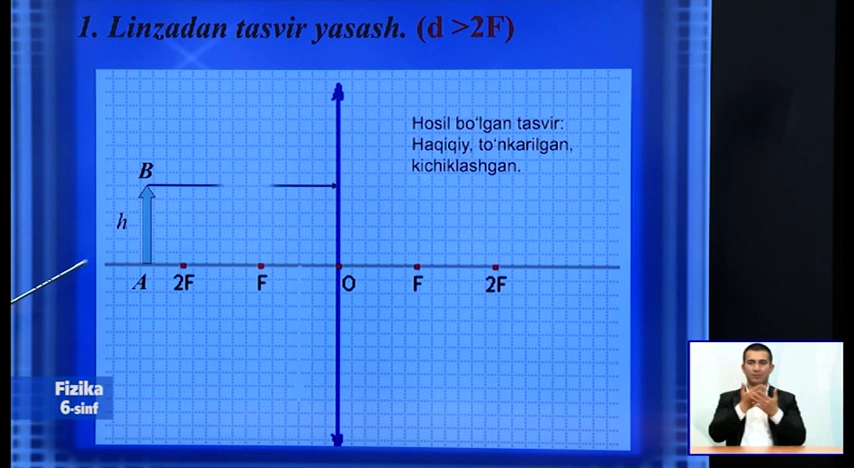 1. Linzadan tasvir yasash. (d >2F)
Hosil bo'lgan tasvir:
Haqiqiy, to'nkarilgan,
kichiklashgan.
B
h
A 2F F O F 2F
Fizika
6-sinf